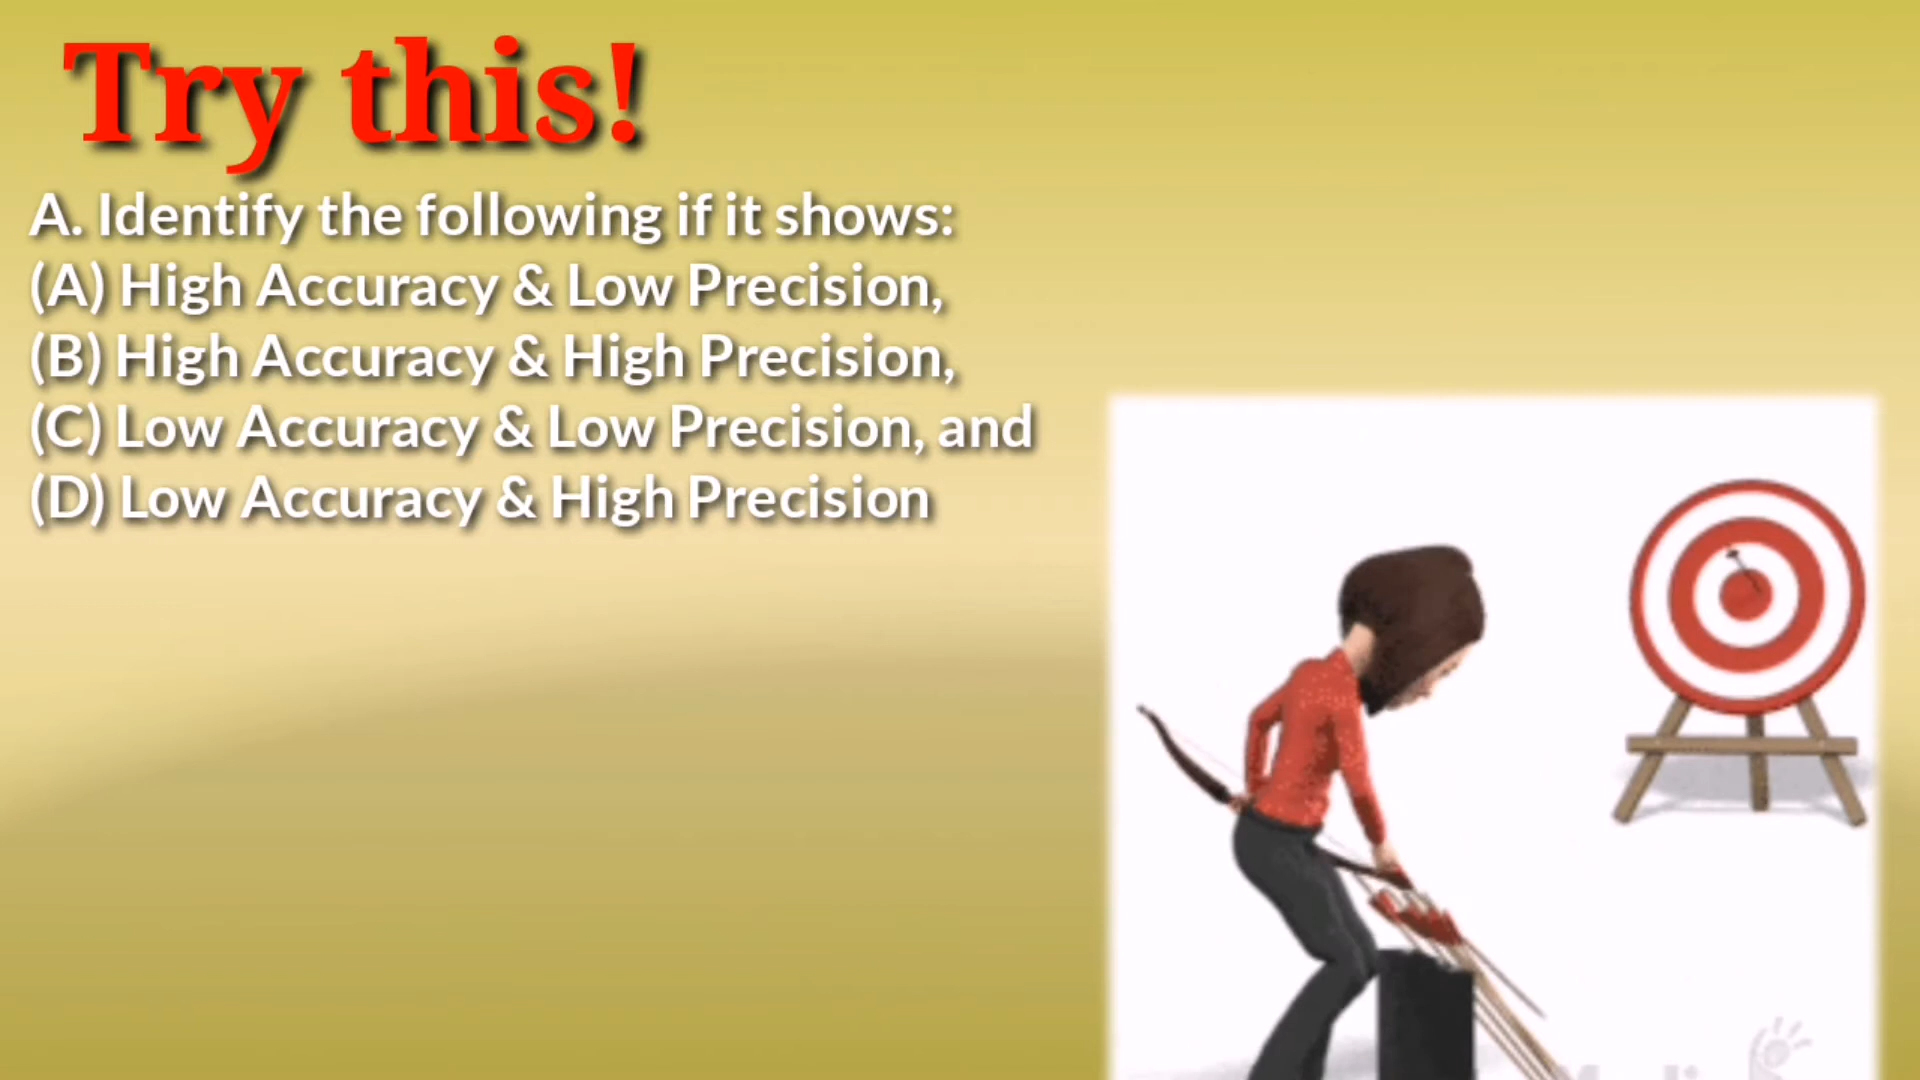 Try this!
A. Identify the following if it shows:
(A) High Accuracy & Low Precision,
(B) High Accuracy & High Precision,
(C) Low Accuracy & Low Precision, and
(D) Low Accuracy & High Precision